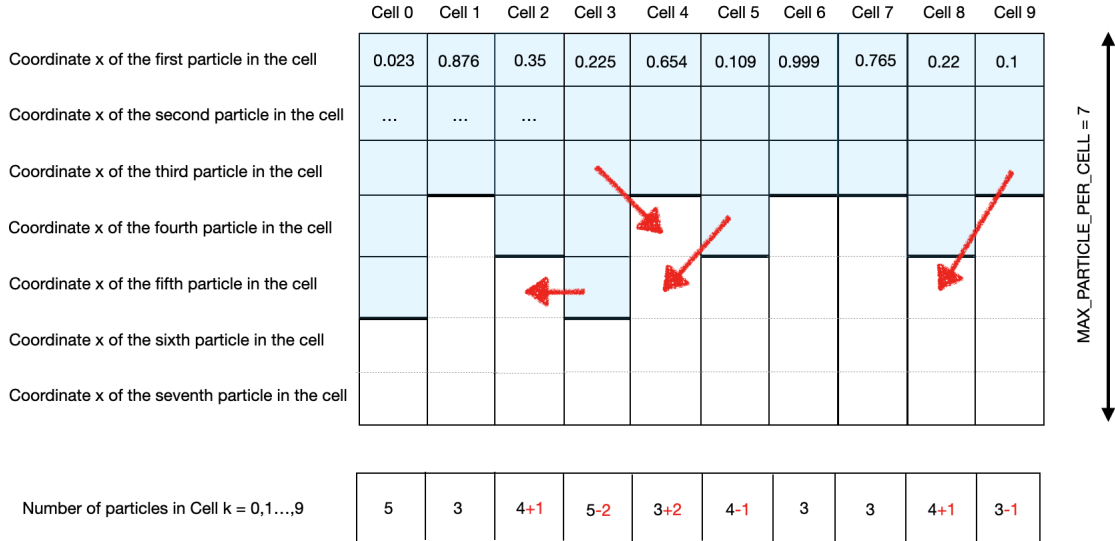 Cell 0 Cell 1 Cell 2 Cell 3 Cell 4 Cell 5 Cell 6 Cell 7 Cell 8 Cell 9
Coordinate x of the first particle in the cell 0.023 0.876 0.35 0.225 0.654 0.109 0.999 0.765 0.22 0.1
Coordinate x of the second particle in the cell ... ... ...
Coordinate x of the third particle in the cell
Coordinate x of the fourth particle in the cell
Coordinate x of the fifth particle in the cell
Coordinate x of the sixth particle in the cell
Coordinate x of the seventh particle in the cell
MAX_PARTICLE_PER_CELL = 7
Number of particles in Cell k = 0,1...,9 5 3 4+1 5-2 3+2 4-1 3 3 4+1 3-1